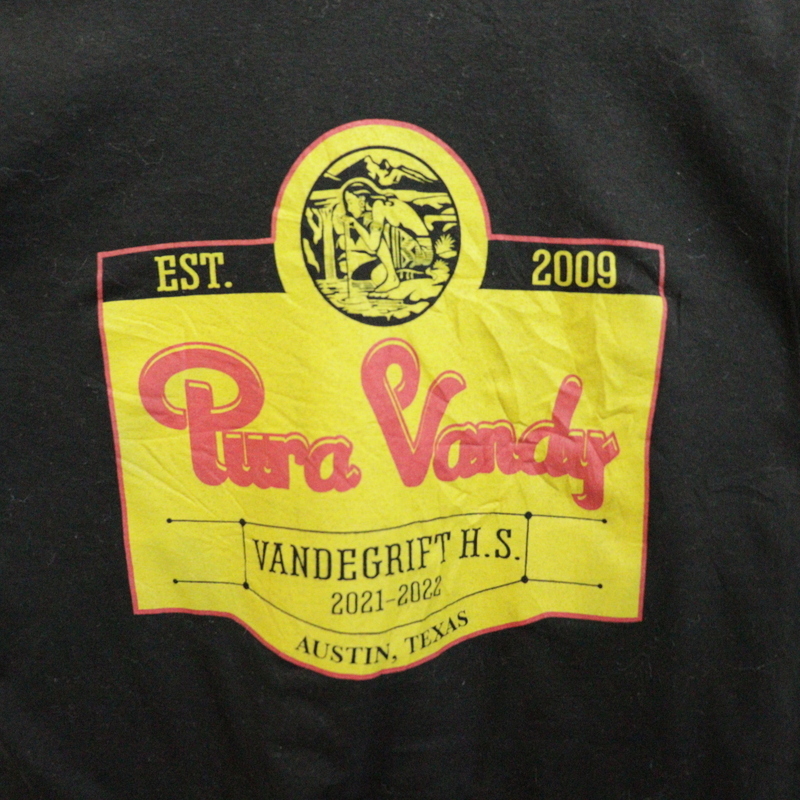 EST. 2009
Pura Vandy
VANDEGRIFT H.S.
2021-2022
AUSTIN, TEXAS